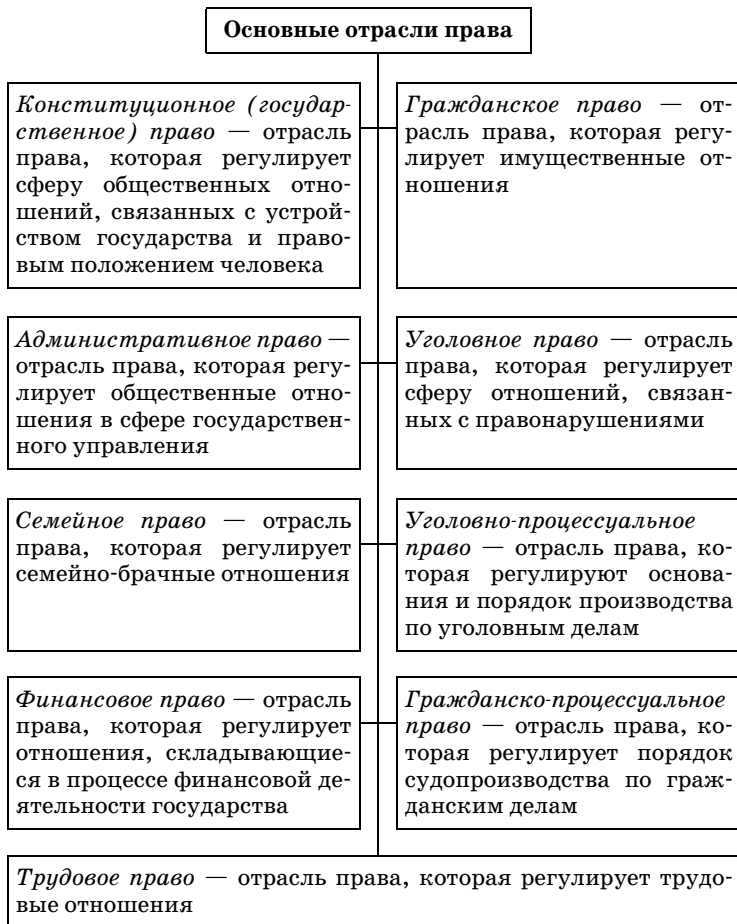 Основные отрасли права
Конституционное (государ-
ственное) право — отрасль
права, которая регулирует
сферу общественных отно-
шений, связанных с устрой-
ством государства и право-
вым положением человека
Гражданское право — от-
расль права, которая регу-
лирует имущественные от-
ношения
Административное право —
отрасль права, которая регу-
лирует общественные отно-
шения в сфере государствен-
ного управления
Уголовное право — отрасль
права, которая регулирует
сферу отношений, связан-
ных с правонарушениями
Семейное право — отрасль
права, которая регулирует
семейно-брачные отношения
Уголовно-процессуальное
право — отрасль права, ко-
торая регулируют основа-
ния и порядок производства
по уголовным делам
Финансовое право — отрасль
права, которая регулирует
отношения, складывающие-
ся в процессе финансовой де-
ятельности государства
Гражданско-процессуальное
право — отрасль права, ко-
торая регулирует порядок
судопроизводства по граж-
данским делам
Трудовое право — отрасль права, которая регулирует трудо-
вые отношения